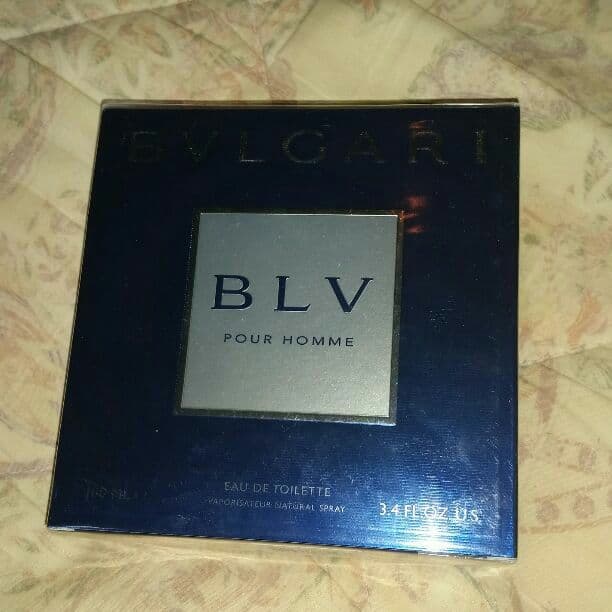 BVLGARI
BLV
POUR HOMME
EAU DE TOILETTE
VAPORISATEUR NATURAL SPRAY
3.4 FL.OZ. U.S.